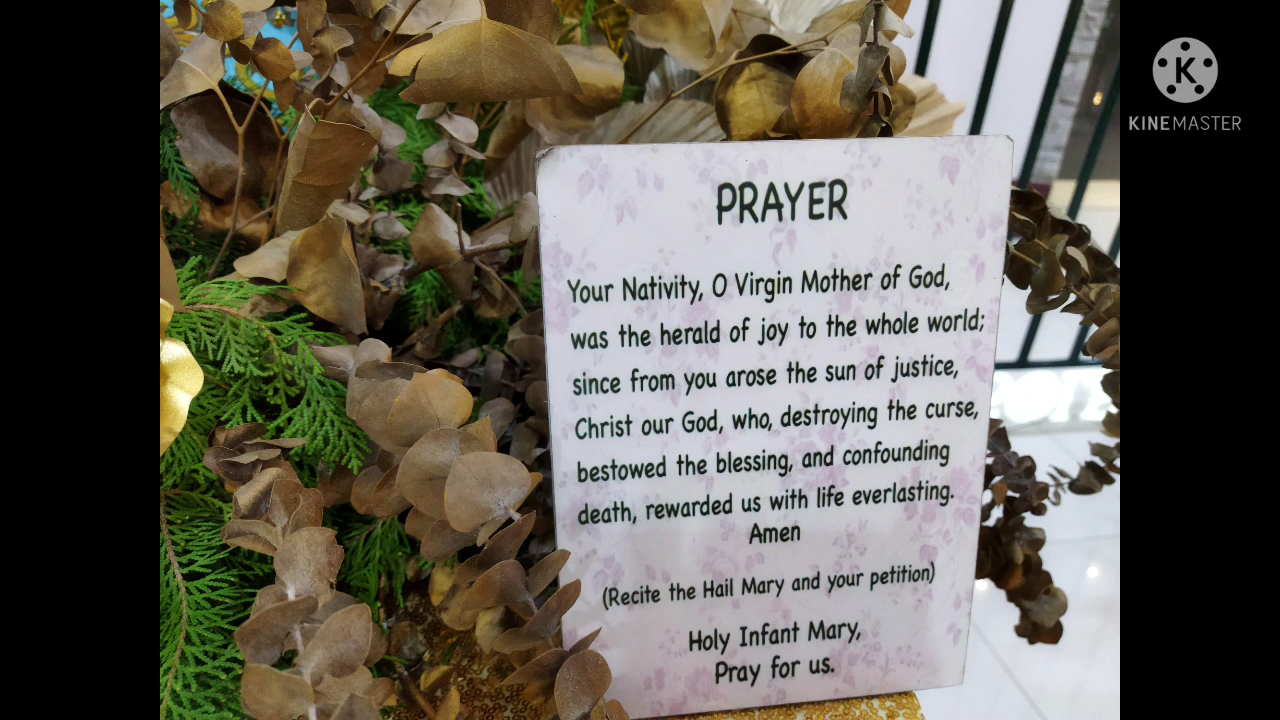 PRAYER
Your Nativity, O Virgin Mother of God,
was the herald of joy to the whole world;
since from you arose the sun of justice,
Christ our God, who, destroying the curse,
bestowed the blessing, and confounding
death, rewarded us with life everlasting.
Amen
(Recite the Hail Mary and your petition)
Holy Infant Mary,
Pray for us.
K
KINEMASTER